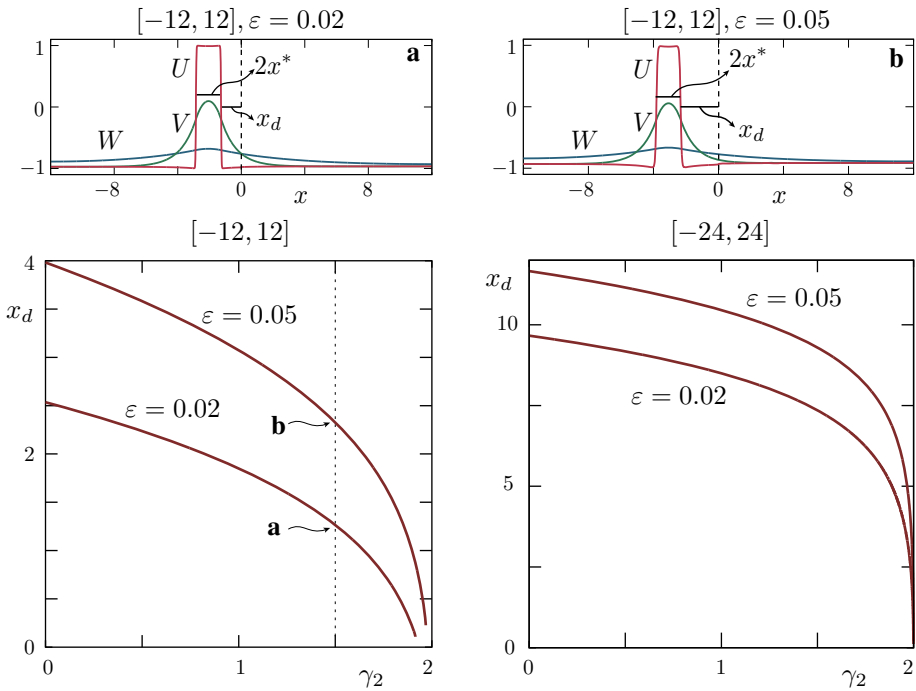 [−12, 12], ε = 0.02
1
0
−1
U
2x*
a
V
x_d
W
−8
0
8
x
[−12, 12], ε = 0.05
1
0
−1
U
2x*
b
V
x_d
W
−8
0
8
x
[−12, 12]
4
x_d
2
0
ε = 0.05
ε = 0.02
b
a
0
1
γ₂
2
[−24, 24]
x_d
10
5
0
ε = 0.05
ε = 0.02
0
1
γ₂
2